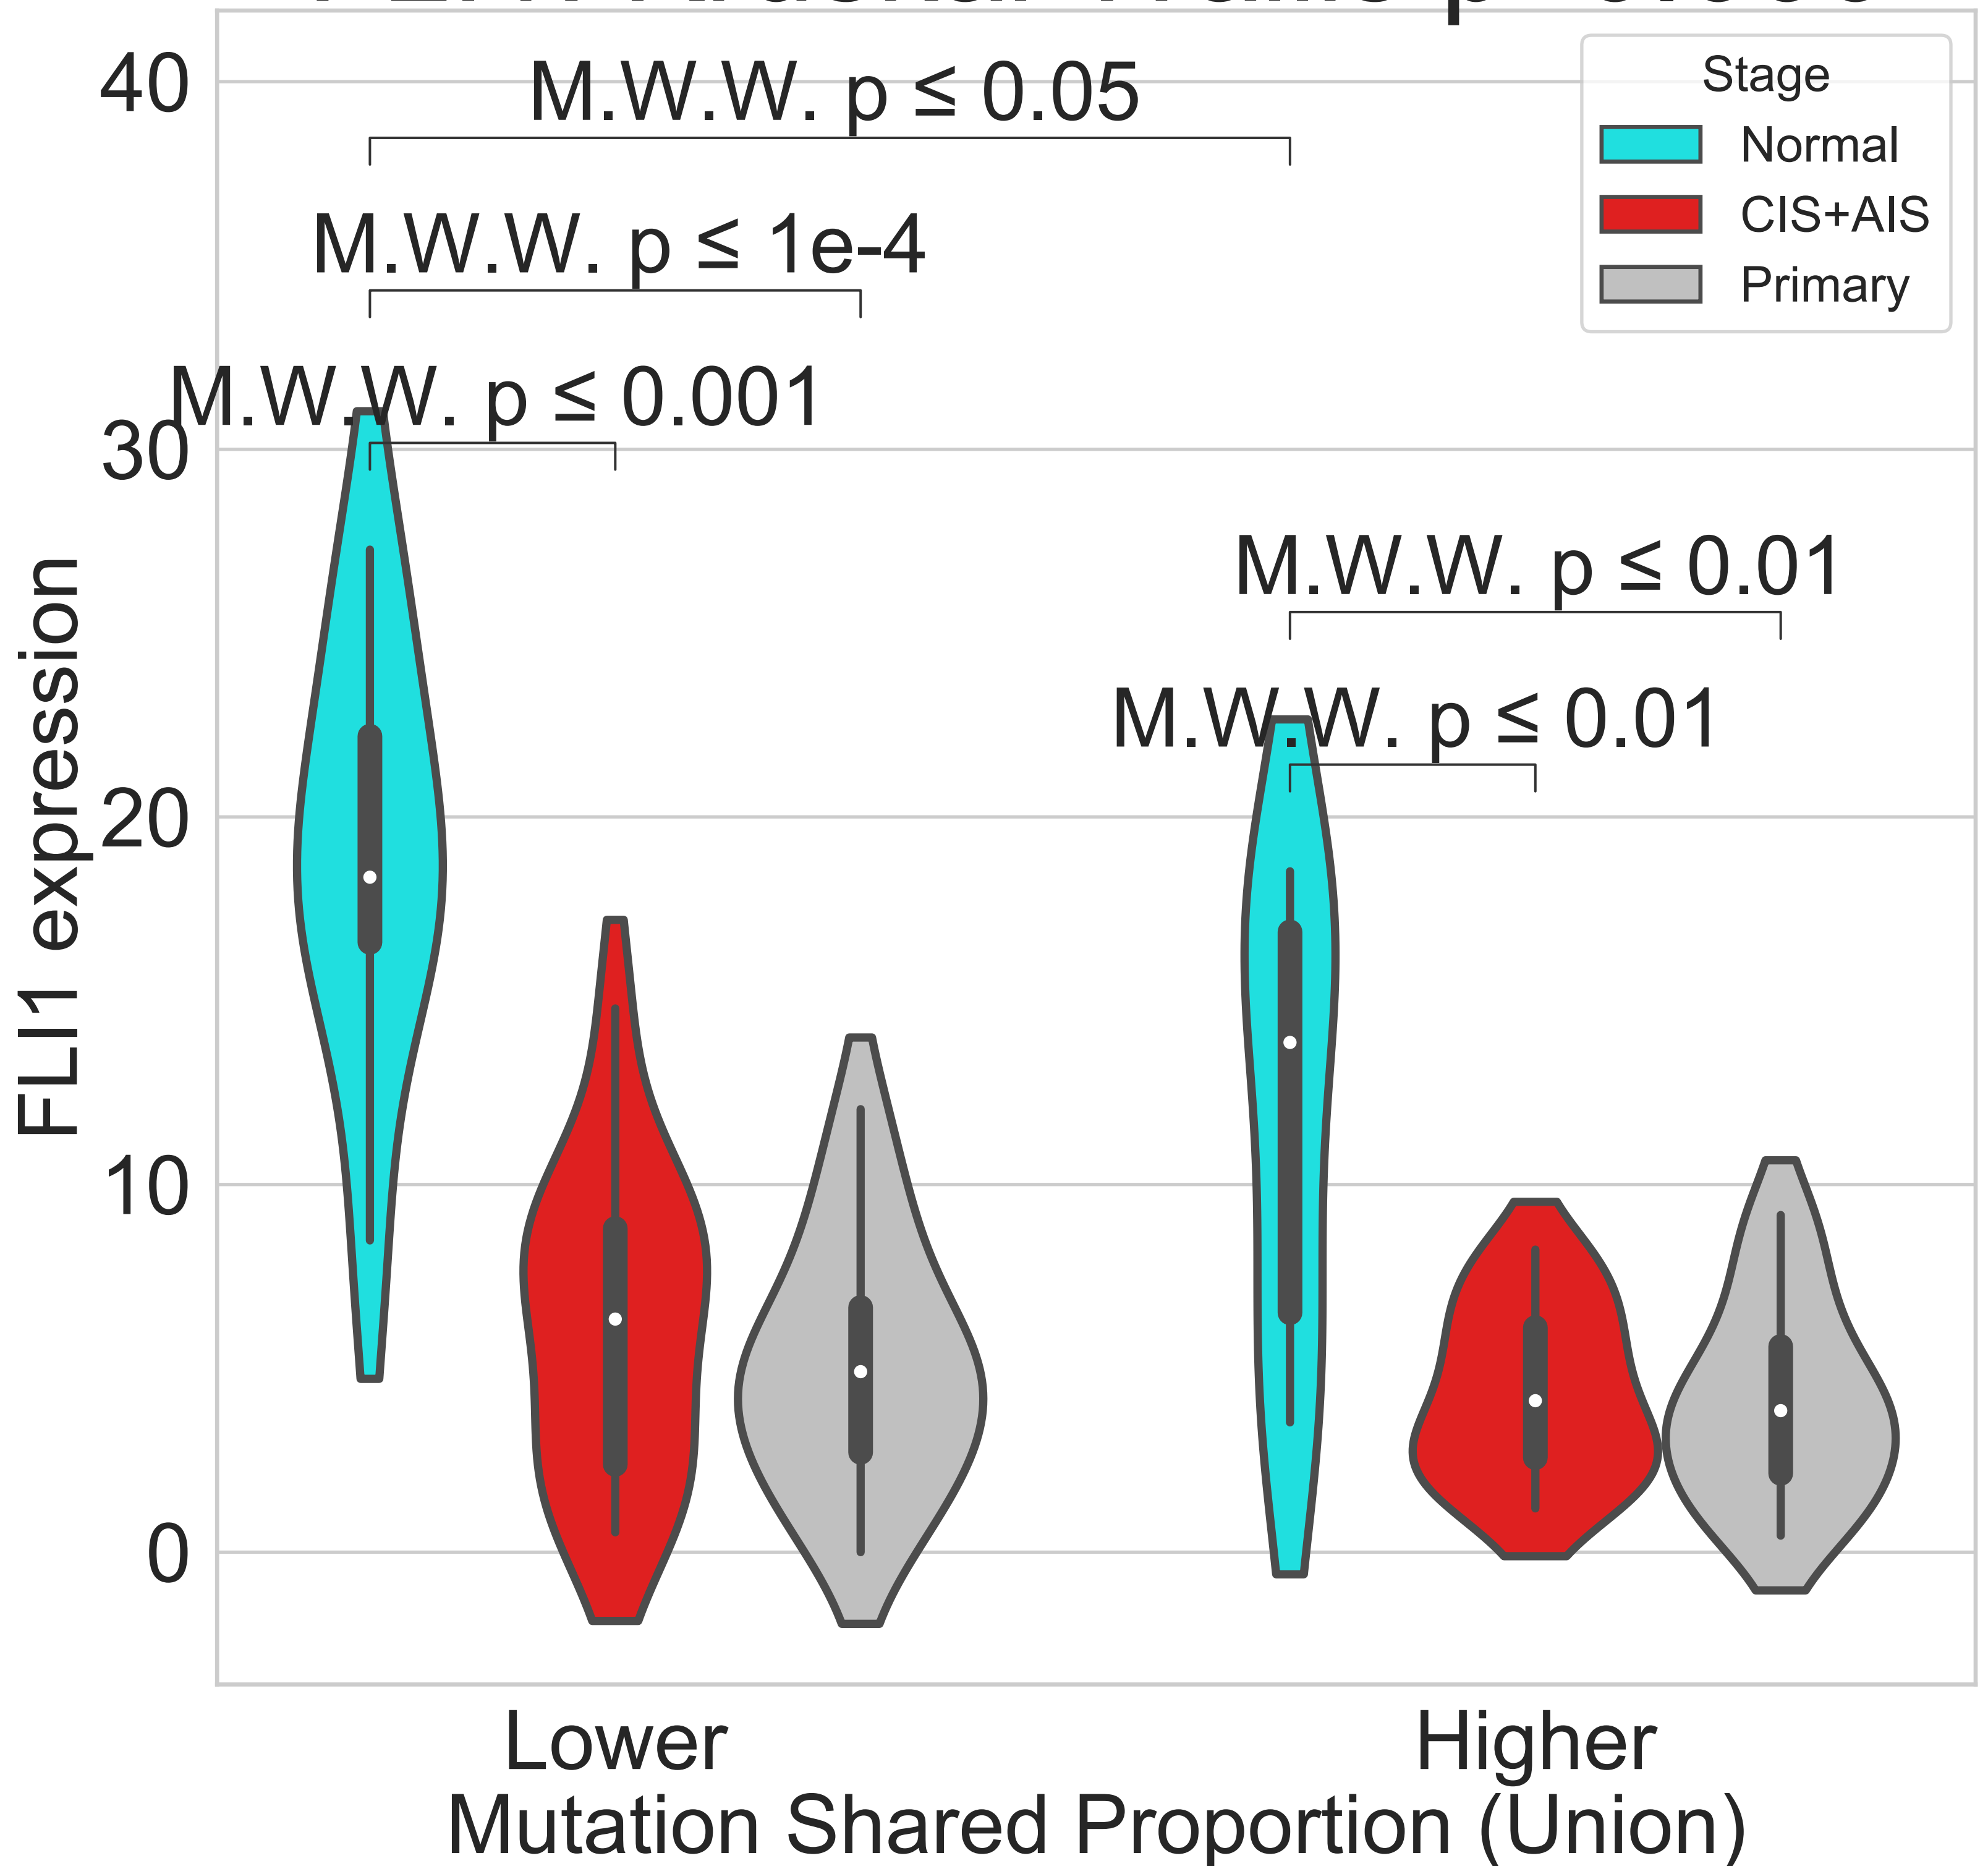 40
30
20
10
0
FLI1 expression
M.W.W. p ≤ 0.05
M.W.W. p ≤ 1e-4
M.W.W. p ≤ 0.001
M.W.W. p ≤ 0.01
M.W.W. p ≤ 0.01
Stage
Normal
CIS+AIS
Primary
Lower
Higher
Mutation Shared Proportion (Union)